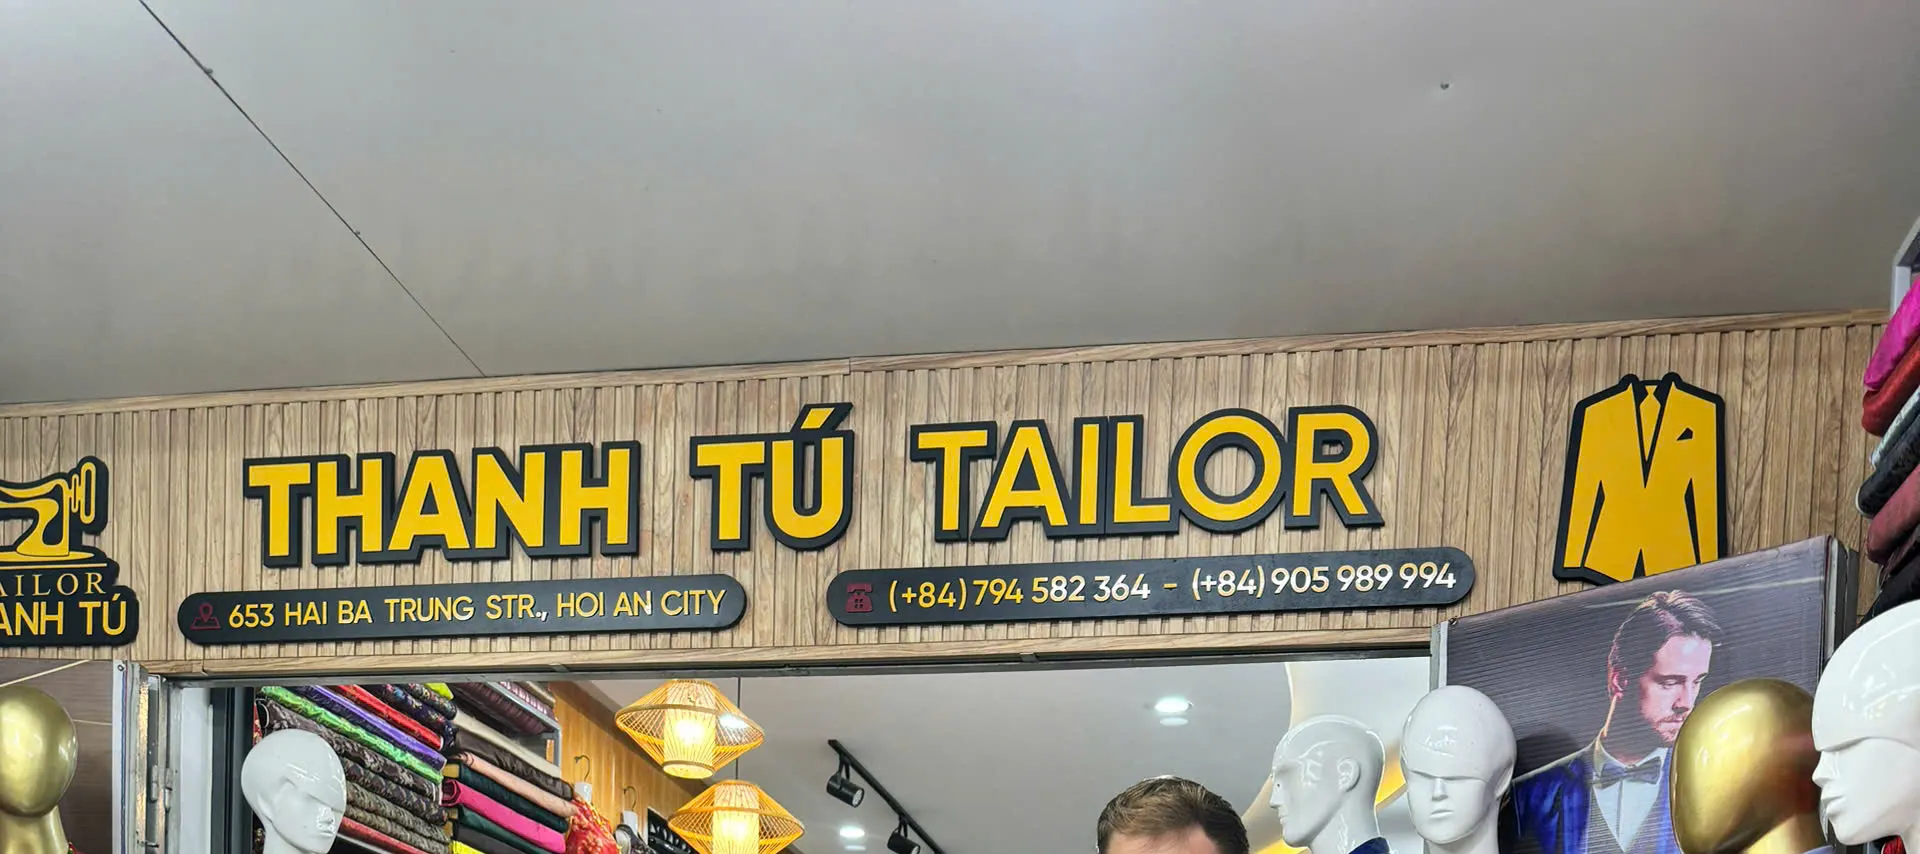 THANH TÚ TAILOR
653 HAI BA TRUNG STR., HOI AN CITY
(+84) 794 582 364 - (+84) 905 989 994
AILOR
ANH TÚ